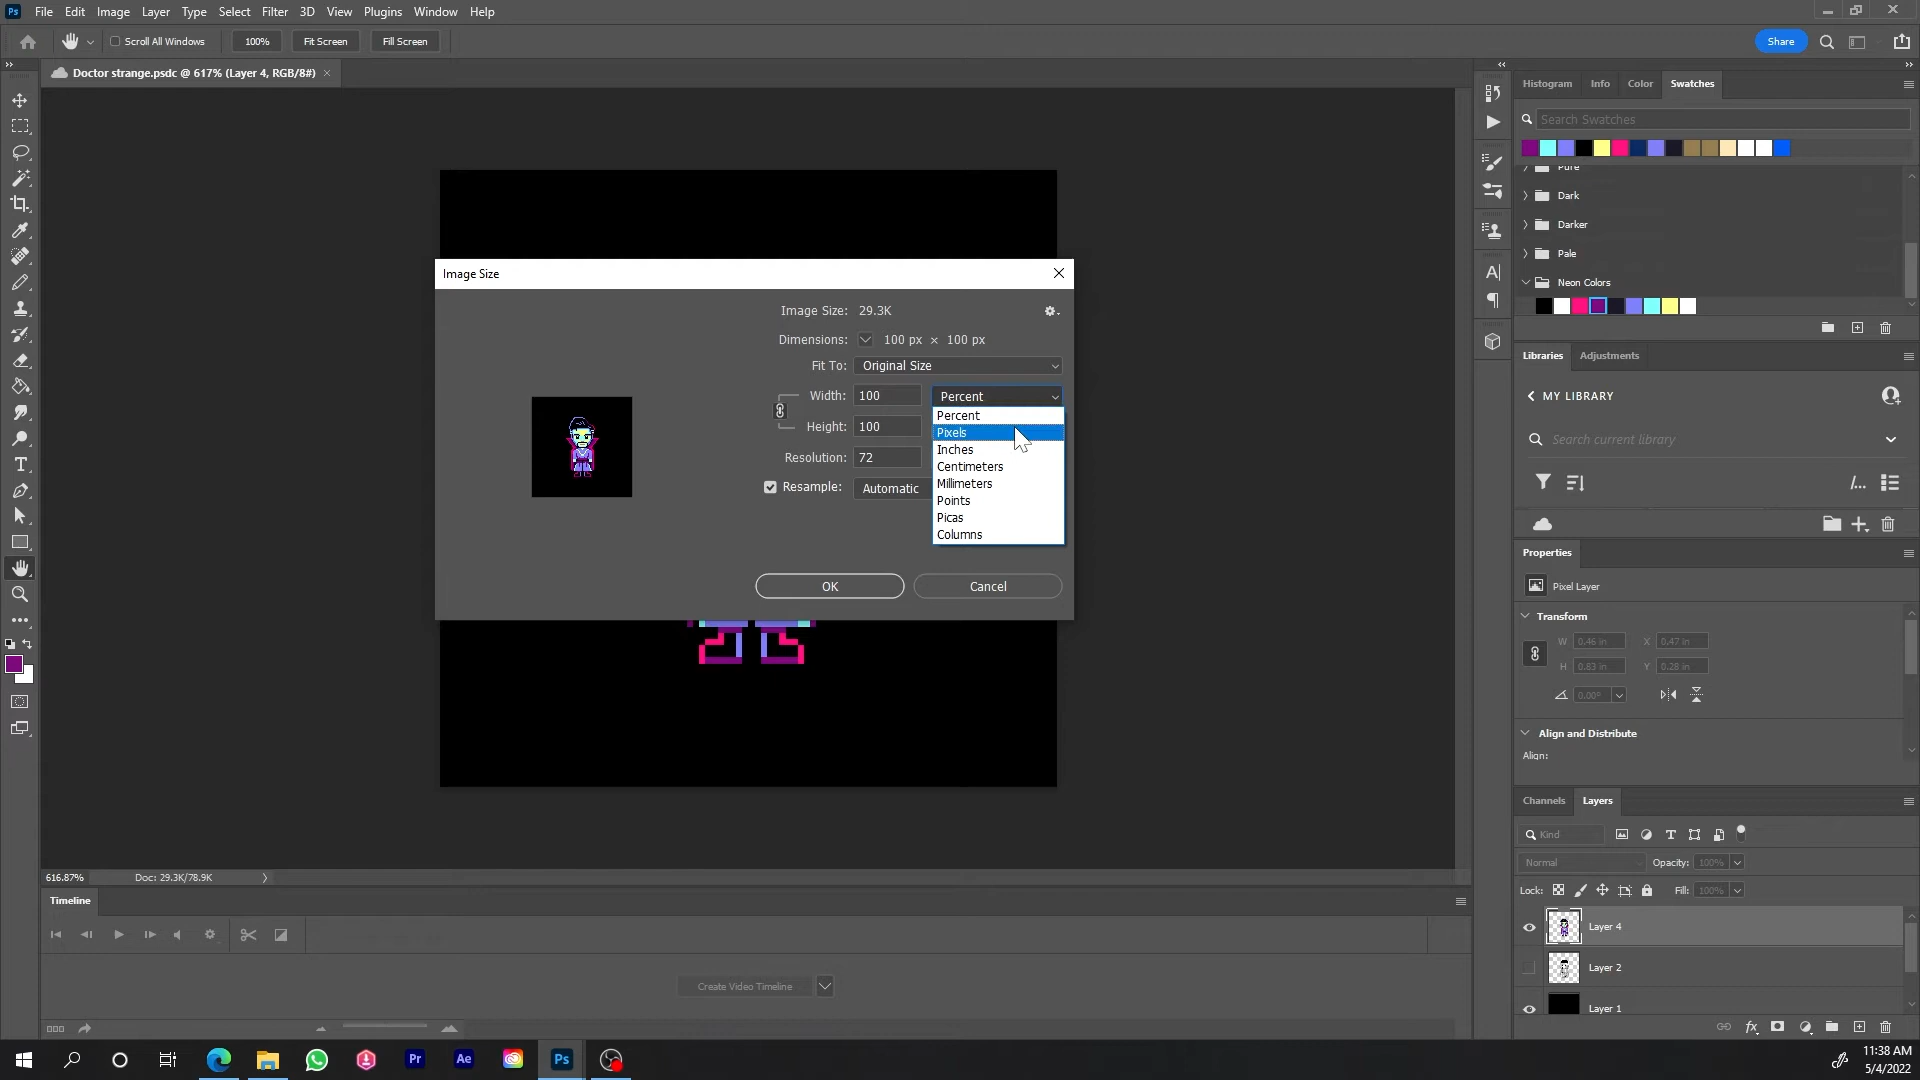 Ps File Edit Image Layer Type Select Filter 3D View Plugins Window Help
Scroll All Windows 100% Fit Screen Fill Screen Share
Doctor strange.psdc @ 617% (Layer 4, RGB/8#) ×
Histogram Info Color Swatches
Search Swatches
Pure
Dark
Darker
Pale
Neon Colors
Image Size
Image Size: 29.3K
Dimensions: 100 px × 100 px
Fit To: Original Size
Width: 100 Percent
Height: 100
Resolution: 72
Resample: Automatic
Percent
Pixels
Inches
Centimeters
Millimeters
Points
Picas
Columns
OK Cancel
Libraries Adjustments
MY LIBRARY
Search current library
Properties
Pixel Layer
Transform
W 0.46 in X 0.47 in
H 0.83 in Y 0.28 in
0.00°
Align and Distribute
Align:
Channels Layers
Kind
Normal Opacity: 100%
Lock: Fill: 100%
Layer 4
Layer 2
Layer 1
616.87% Doc: 29.3K/78.9K
Timeline
Create Video Timeline
Pr Ae Ps
11:38 AM
5/4/2022